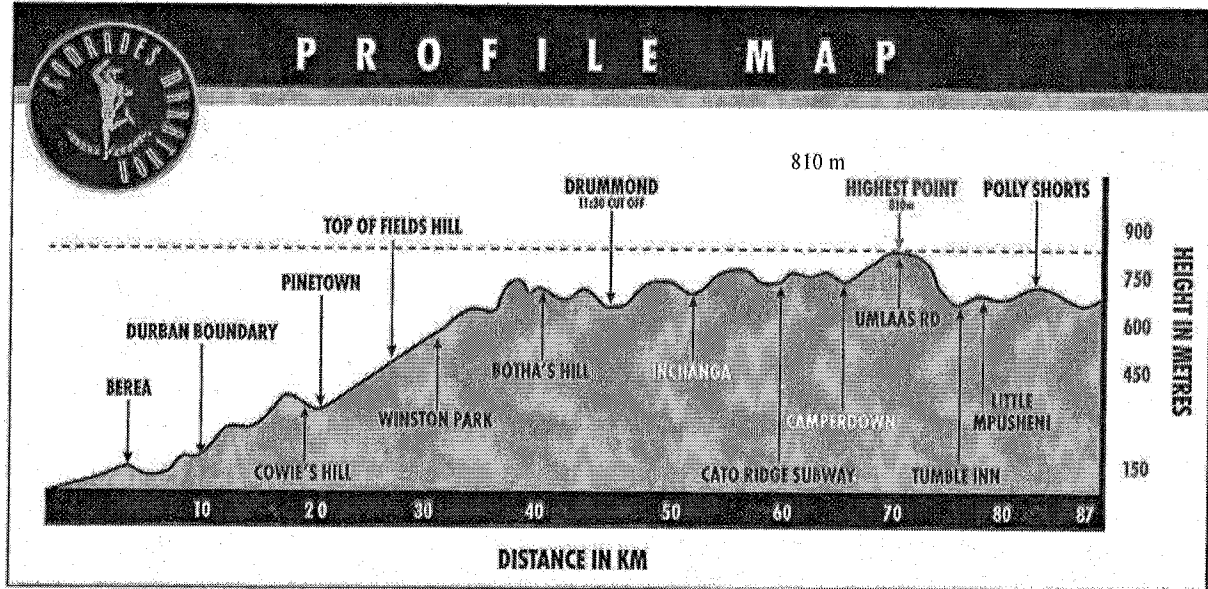 PROFILE MAP
COMRADES MARATHON
810 m
DRUMMOND
11:30 CUT OFF
HIGHEST POINT
810m
POLLY SHORTS
TOP OF FIELDS HILL
PINETOWN
DURBAN BOUNDARY
BEREA
900
750
600
450
150
HEIGHT IN METRES
UMLAAS RD
BOTHA'S HILL
INCHANGA
WINSTON PARK
CAMPERDOWN
LITTLE
MPUSHENI
COWIE'S HILL
CATO RIDGE SUBWAY
TUMBLE INN
10 20 30 40 50 60 70 80 87
DISTANCE IN KM